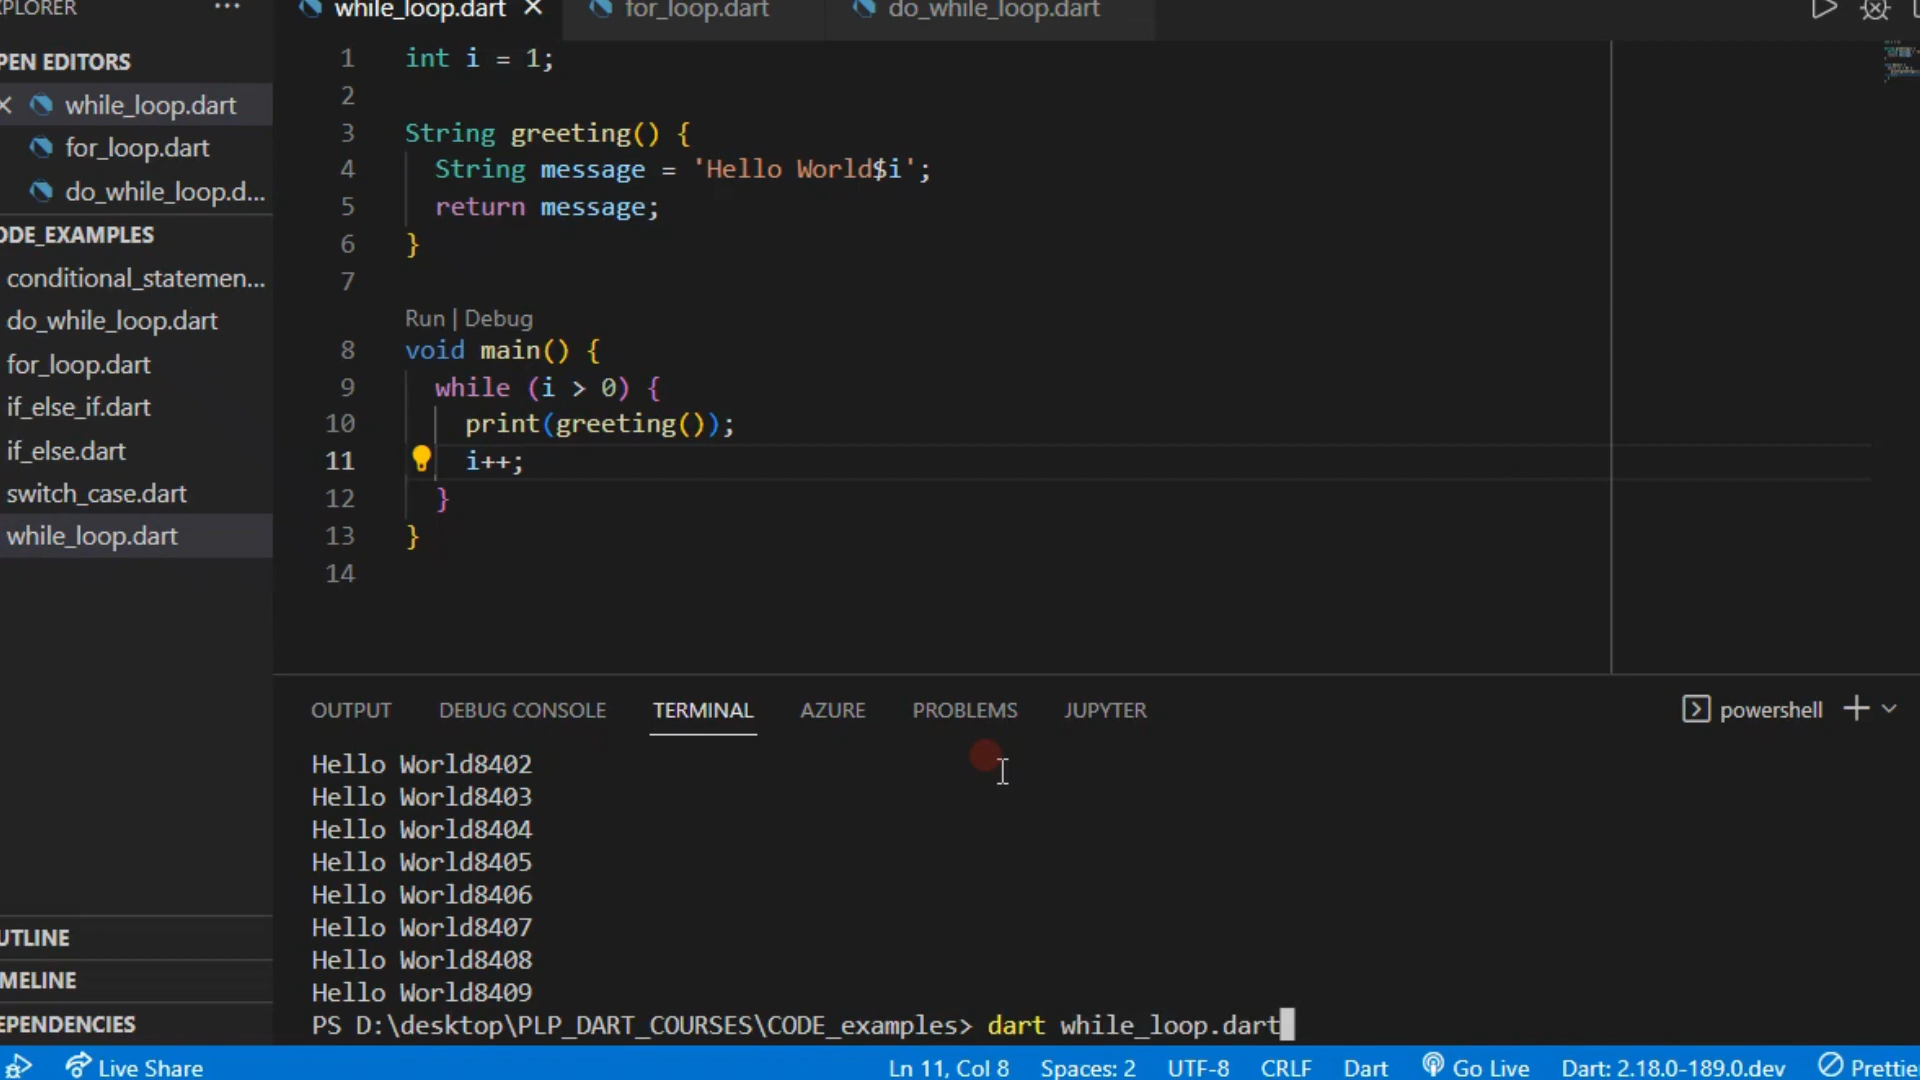 XPLORER ···
while_loop.dart
for_loop.dart
do_while_loop.dart
PEN EDITORS
while_loop.dart
for_loop.dart
do_while_loop.d...
ODE_EXAMPLES
conditional_statemen...
do_while_loop.dart
for_loop.dart
if_else_if.dart
if_else.dart
switch_case.dart
while_loop.dart
UTLINE
MELINE
EPENDENCIES
1 int i = 1;
2
3 String greeting() {
4 String message = 'Hello World$i';
5 return message;
6 }
7
Run | Debug
8 void main() {
9 while (i > 0) {
10 print(greeting());
11 i++;
12 }
13 }
14
OUTPUT DEBUG CONSOLE TERMINAL AZURE PROBLEMS JUPYTER powershell
Hello World8402
Hello World8403
Hello World8404
Hello World8405
Hello World8406
Hello World8407
Hello World8408
Hello World8409
PS D:\desktop\PLP_DART_COURSES\CODE_examples> dart while_loop.dart
Live Share Ln 11, Col 8 Spaces: 2 UTF-8 CRLF Dart Go Live Dart: 2.18.0-189.0.dev Prettie